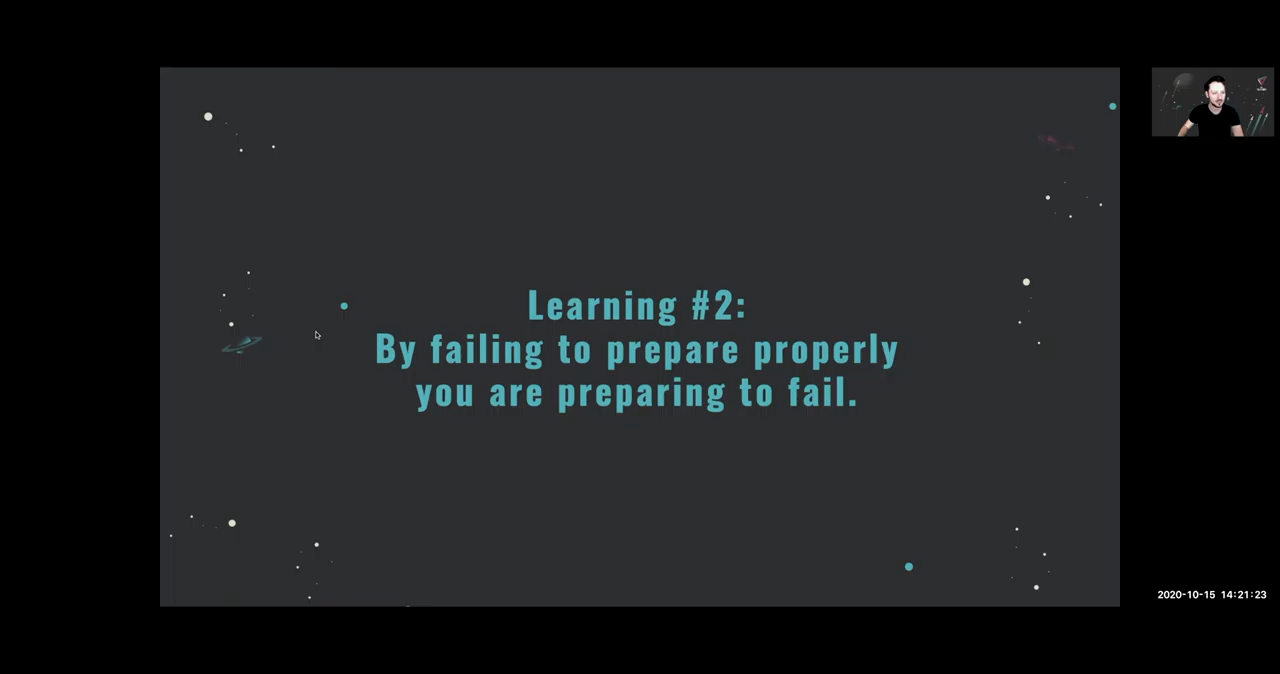 Learning #2:
By failing to prepare properly
you are preparing to fail.
2020-10-15 14:21:23